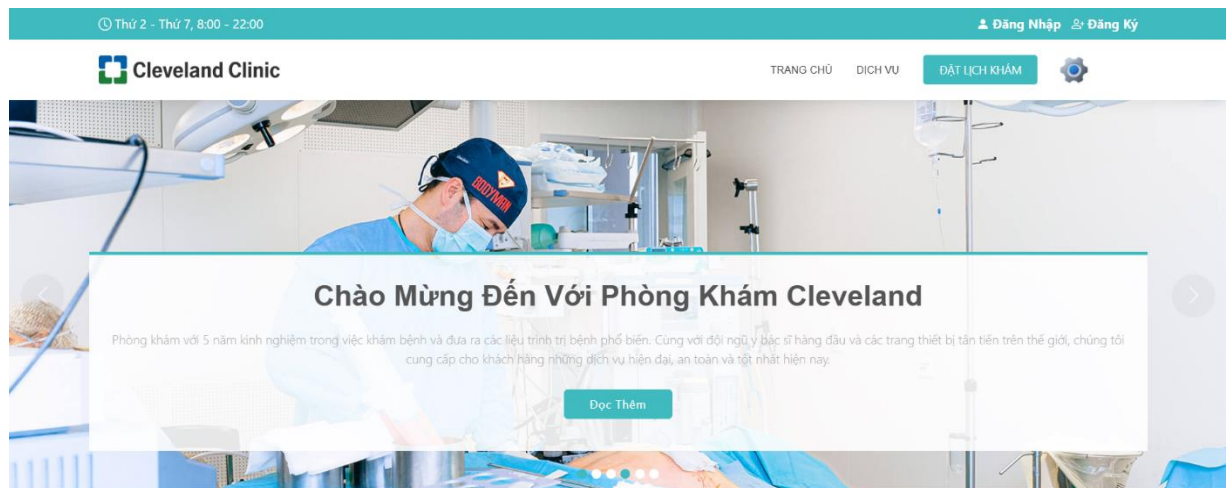 Thứ 2 - Thứ 7, 8:00 - 22:00
Đăng Nhập Đăng Ký
Cleveland Clinic
TRANG CHỦ DỊCH VỤ ĐẶT LỊCH KHÁM
BODYMAN
Chào Mừng Đến Với Phòng Khám Cleveland
Phòng khám với 5 năm kinh nghiệm trong việc khám bệnh và đưa ra các liệu trình trị bệnh phổ biến. Cùng với đội ngũ y bác sĩ hàng đầu và các trang thiết bị tân tiến trên thế giới, chúng tôi
cung cấp cho khách hàng những dịch vụ hiện đại, an toàn và tốt nhất hiện nay.
Đọc Thêm